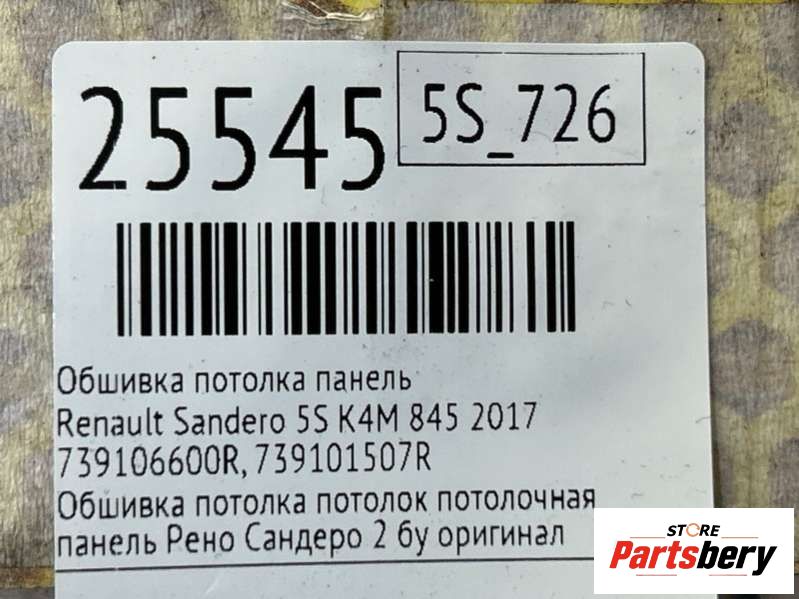 25545
5S_726
Обшивка потолка панель
Renault Sandero 5S K4M 845 2017
739106600R, 739101507R
Обшивка потолка потолок потолочная
панель Рено Сандеро 2 бу оригинал
STORE
Partsbery